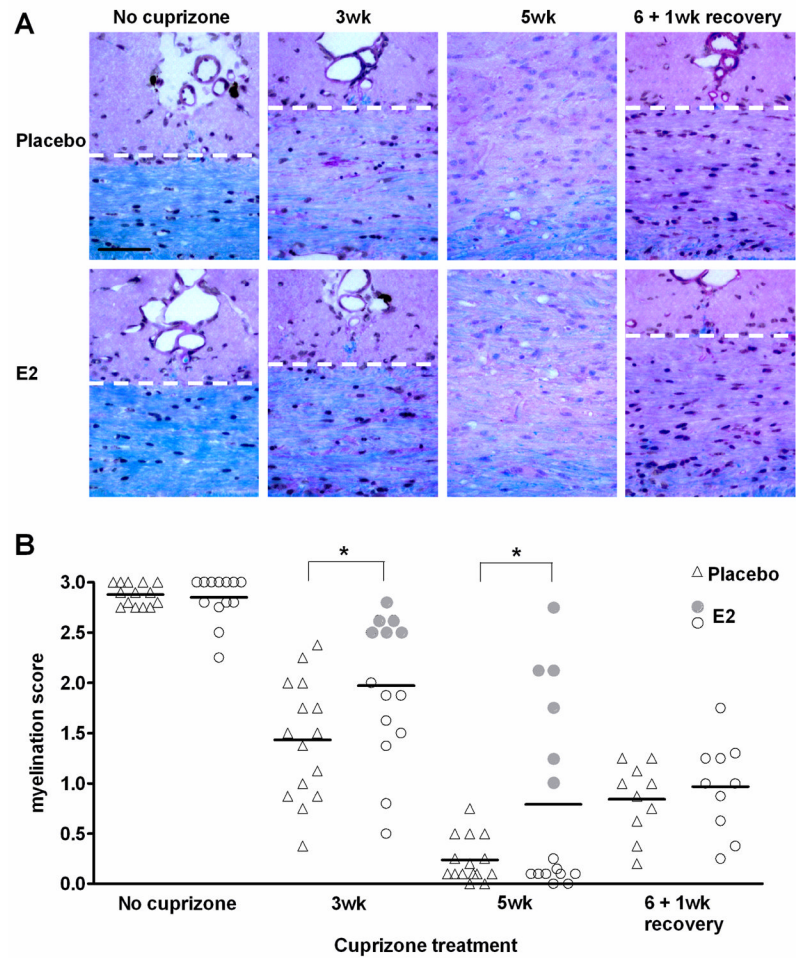 A
No cuprizone 3wk 5wk 6 + 1wk recovery
Placebo
E2
B
* *
△ Placebo
E2
3.0
2.5
2.0
1.5
1.0
0.5
0.0
myelination score
No cuprizone 3wk 5wk 6 + 1wk
recovery
Cuprizone treatment